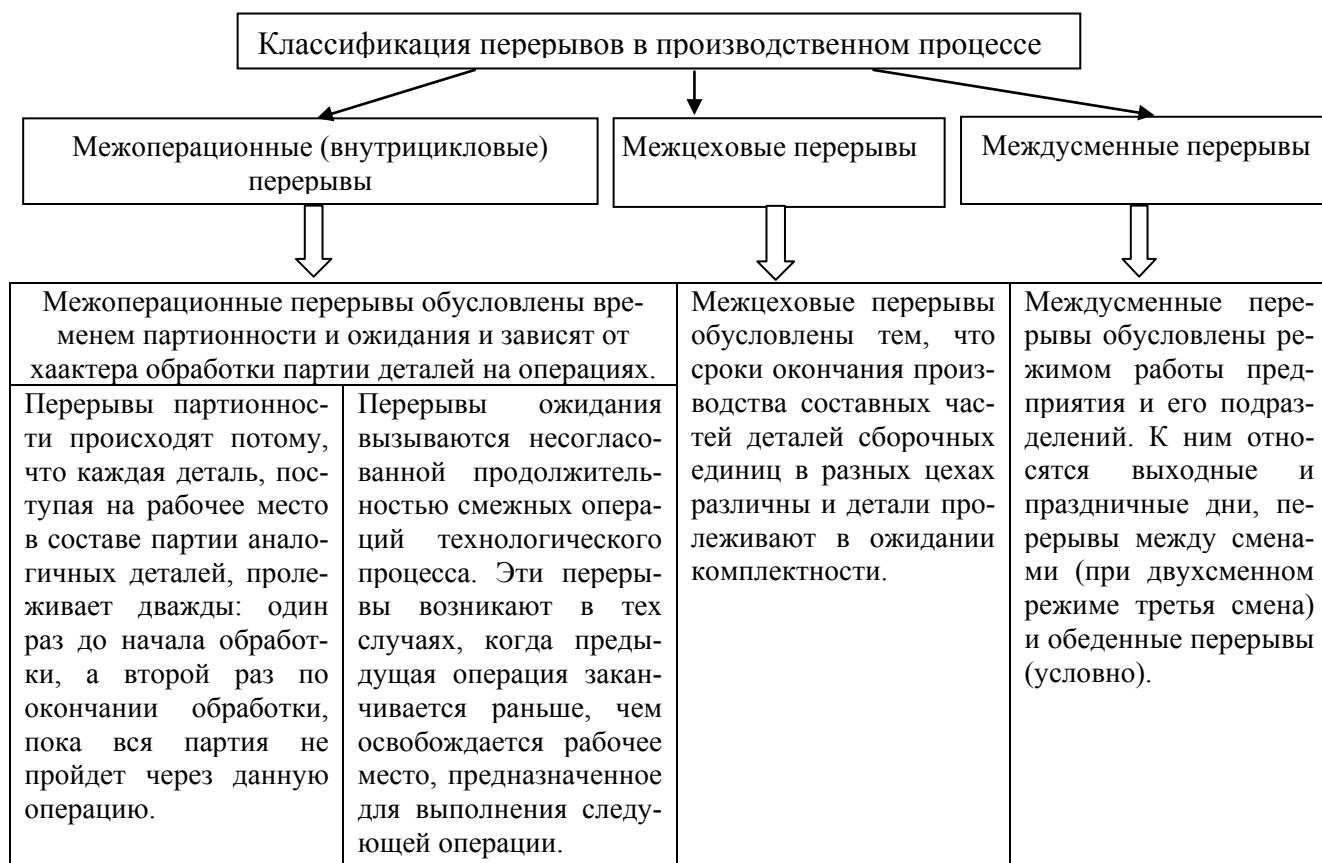 Классификация перерывов в производственном процессе
Межоперационные (внутрицикловые)
перерывы
Межцеховые перерывы
Междусменные перерывы
Межоперационные перерывы обусловлены вре-
менем партионности и ожидания и зависят от
хаактера обработки партии деталей на операциях.
Перерывы партионнос-
ти происходят потому,
что каждая деталь, пос-
тупая на рабочее место
в составе партии анало-
гичных деталей, проле-
живает дважды: один
раз до начала обработ-
ки, а второй раз по
окончании обработки,
пока вся партия не
пройдет через данную
операцию.
Перерывы ожидания
вызываются несогласо-
ванной продолжитель-
ностью смежных опера-
ций технологического
процесса. Эти переры-
вы возникают в тех
случаях, когда преды-
дущая операция закан-
чивается раньше, чем
освобождается рабочее
место, предназначенное
для выполнения следу-
ющей операции.
Межцеховые перерывы
обусловлены тем, что
сроки окончания произ-
водства составных час-
тей деталей сборочных
единиц в разных цехах
различны и детали про-
леживают в ожидании
комплектности.
Междусменные пере-
рывы обусловлены ре-
жимом работы пред-
приятия и его подраз-
делений. К ним отно-
сятся выходные и
праздничные дни, пе-
рерывы между смена-
ми (при двухсменном
режиме третья смена)
и обеденные перерывы
(условно).